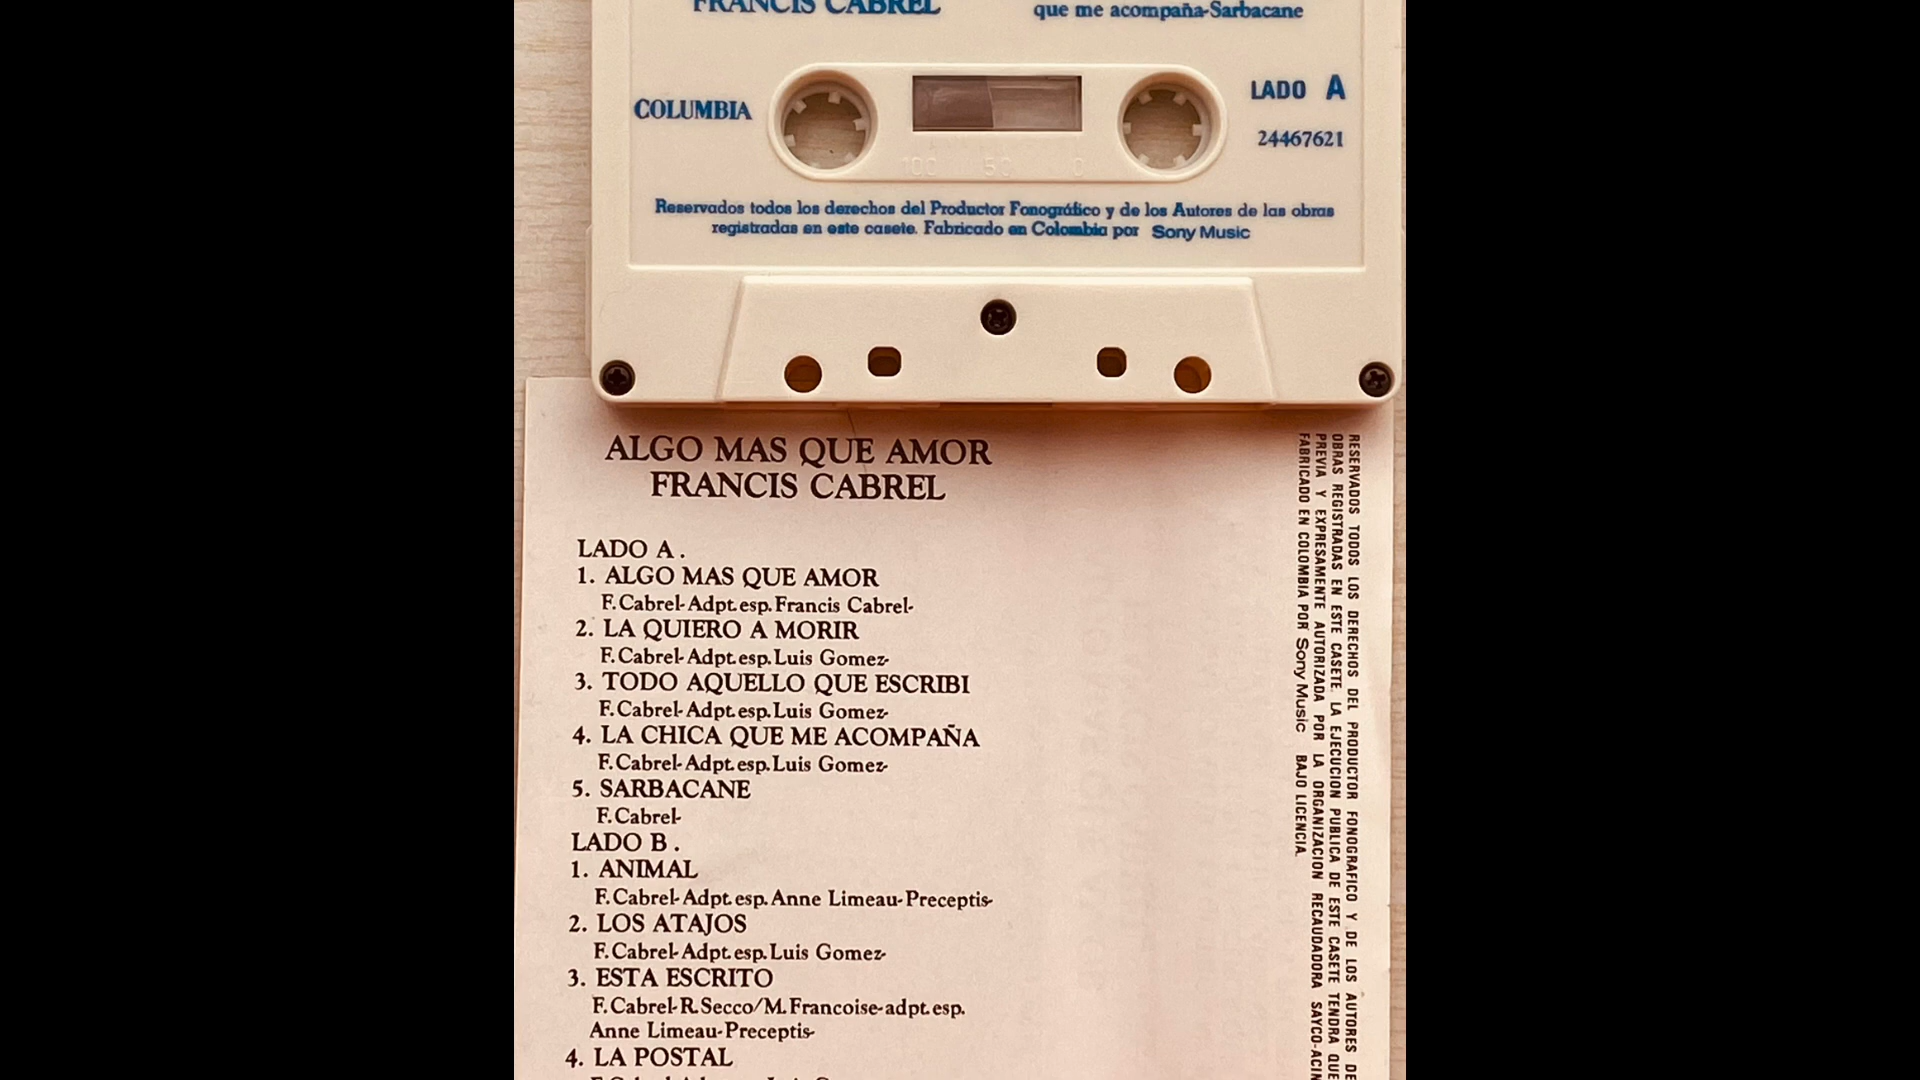 FRANCIS CABREL
que me acompaña-Sarbacane
COLUMBIA
LADO A
24467621
100 50 0
Reservados todos los derechos del Productor Fonográfico y de los Autores de las obras
registradas en este casete. Fabricado en Colombia por Sony Music
ALGO MAS QUE AMOR
FRANCIS CABREL
LADO A.
1. ALGO MAS QUE AMOR
F. Cabrel-Adpt. esp. Francis Cabrel-
2. LA QUIERO A MORIR
F. Cabrel-Adpt. esp. Luis Gomez-
3. TODO AQUELLO QUE ESCRIBI
F. Cabrel-Adpt. esp. Luis Gomez-
4. LA CHICA QUE ME ACOMPAÑA
F. Cabrel-Adpt. esp. Luis Gomez-
5. SARBACANE
F. Cabrel-
LADO B.
1. ANIMAL
F. Cabrel-Adpt. esp. Anne Limeau-Preceptis-
2. LOS ATAJOS
F. Cabrel-Adpt. esp. Luis Gomez-
3. ESTA ESCRITO
F. Cabrel-R. Secco/M. Francoise-adpt. esp.
Anne Limeau-Preceptis-
4. LA POSTAL
RESERVADOS TODOS LOS DERECHOS DEL PRODUCTOR FONOGRAFICO Y DE LOS AUTORES DE
OBRAS REGISTRADAS EN ESTE CASETE. LA EJECUCION PUBLICA DE ESTE CASETE TENDRA QUE
PREVIA Y EXPRESAMENTE AUTORIZADA POR LA ORGANIZACION RECAUDADORA SAYCO-ACIN
FABRICADO EN COLOMBIA POR Sony Music BAJO LICENCIA.